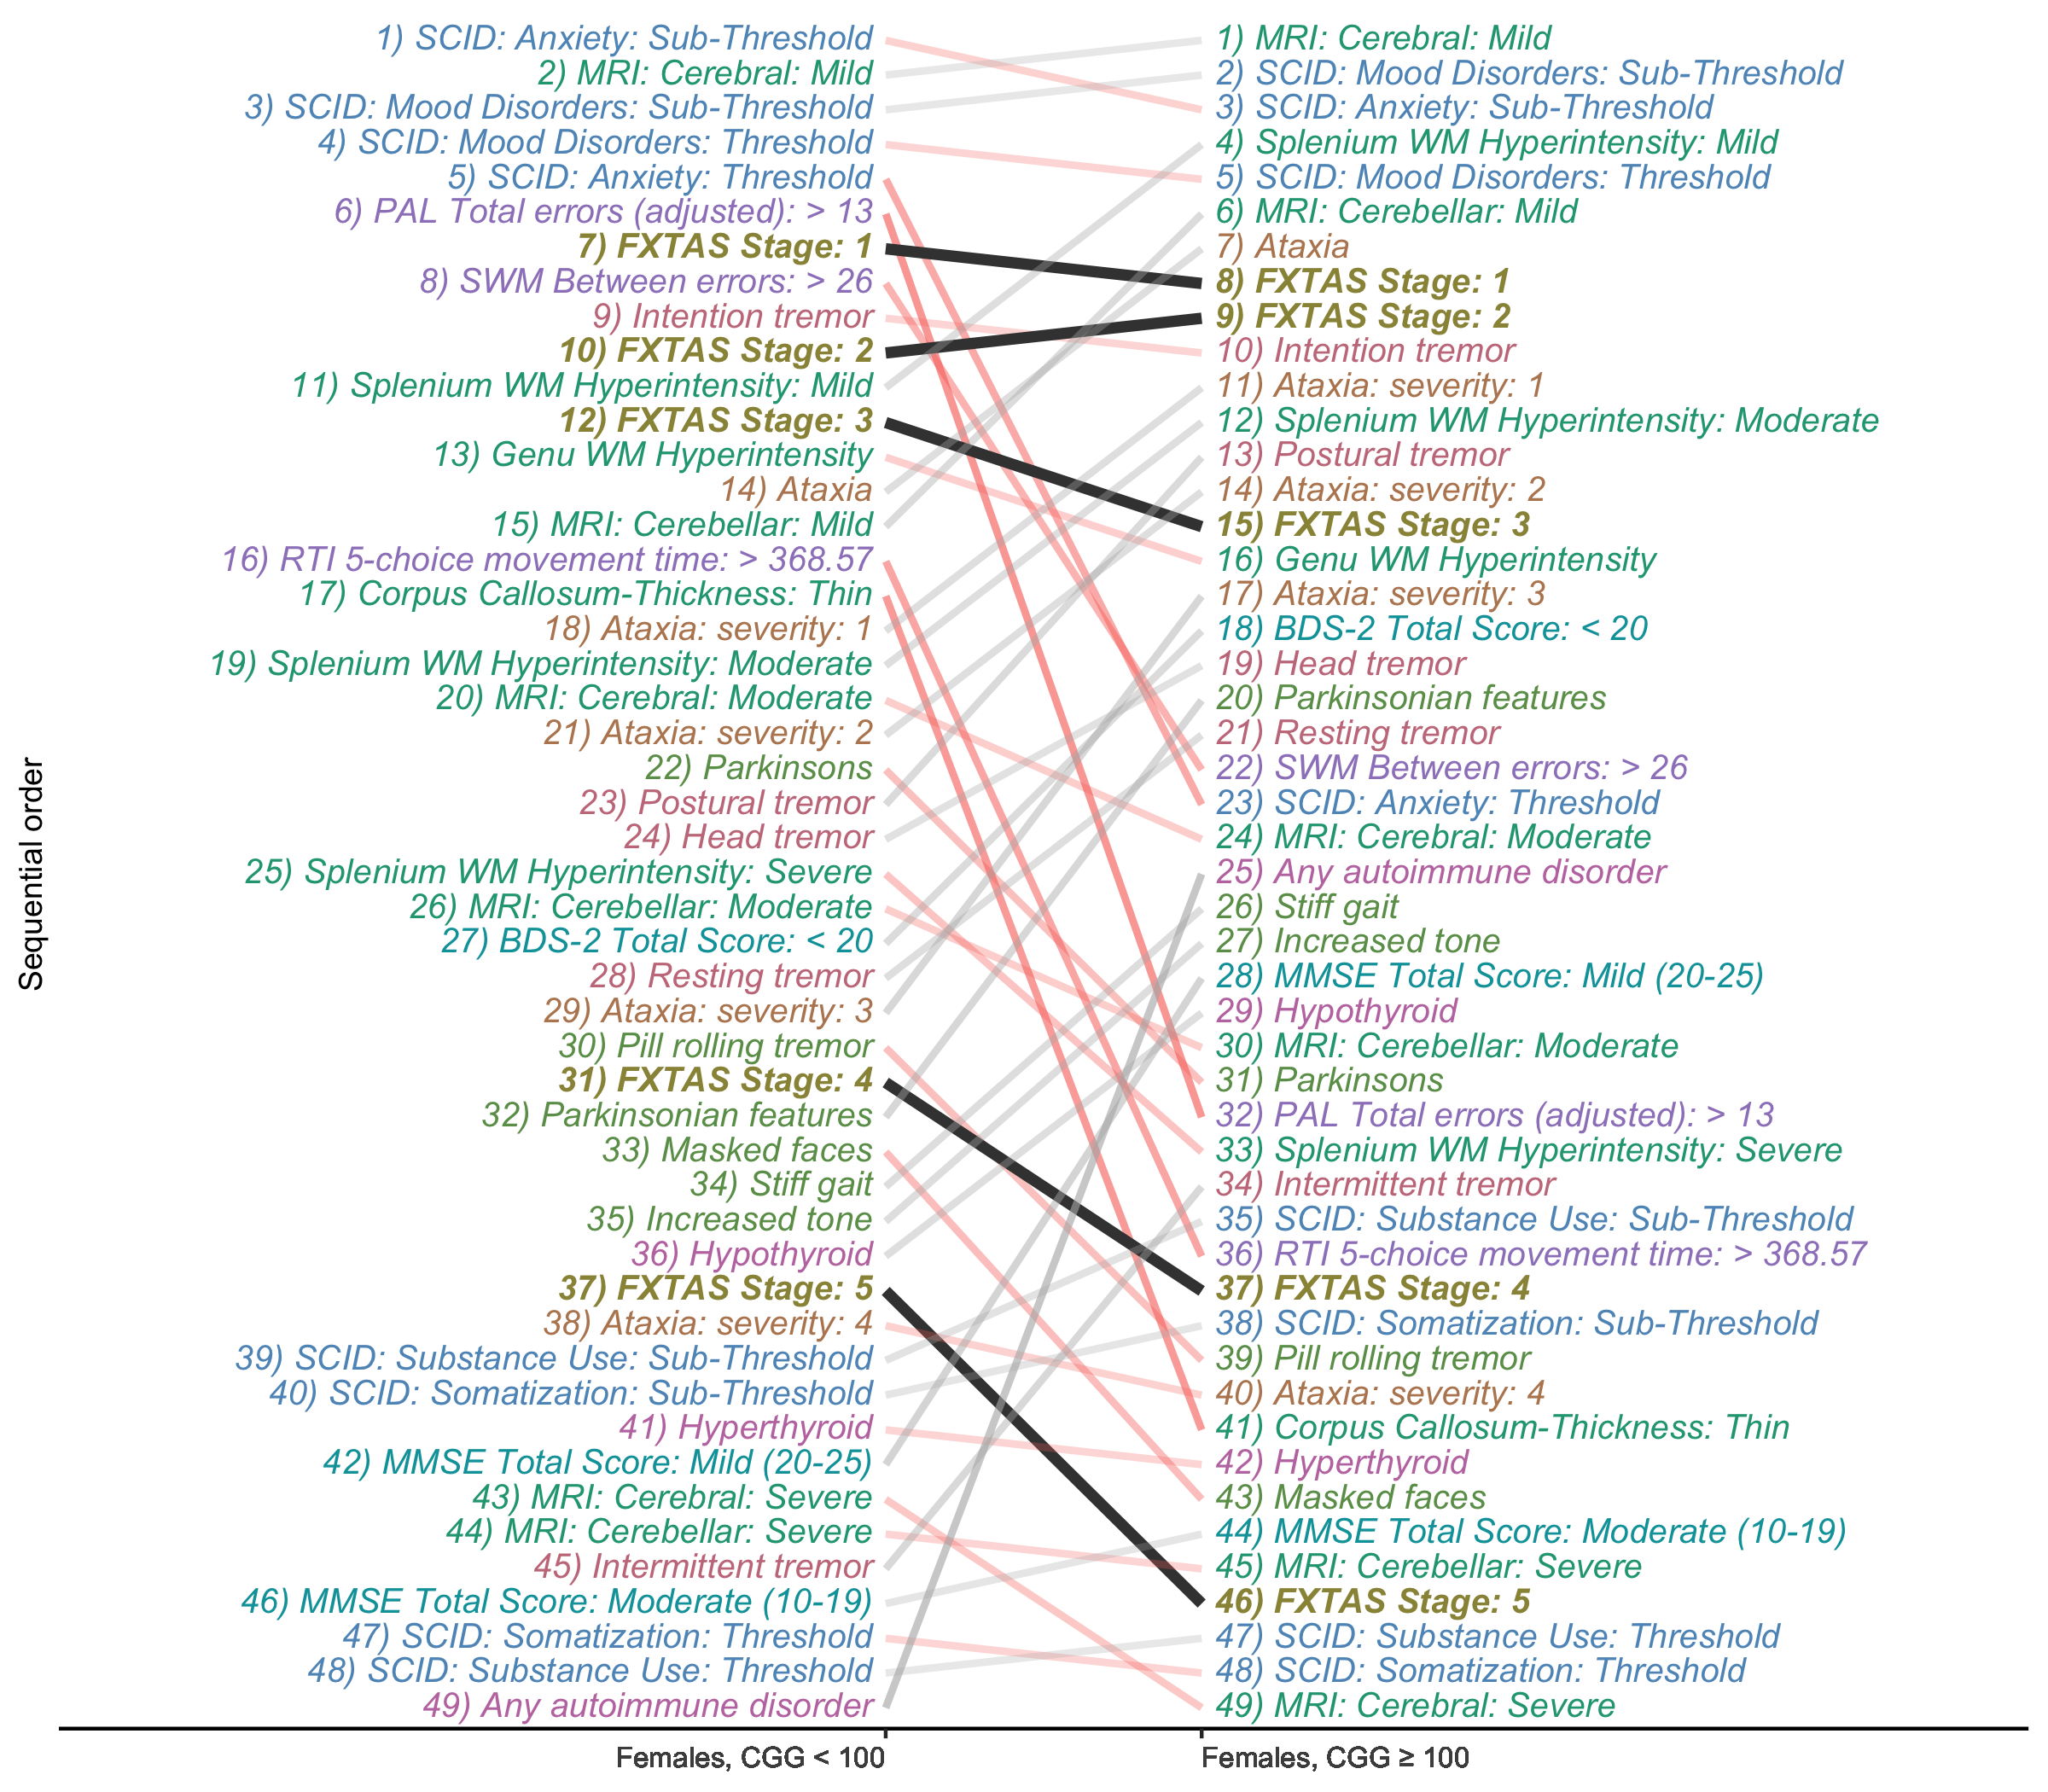 1) SCID: Anxiety: Sub-Threshold
2) MRI: Cerebral: Mild
3) SCID: Mood Disorders: Sub-Threshold
4) SCID: Mood Disorders: Threshold
5) SCID: Anxiety: Threshold
6) PAL Total errors (adjusted): > 13
7) FXTAS Stage: 1
8) SWM Between errors: > 26
9) Intention tremor
10) FXTAS Stage: 2
11) Splenium WM Hyperintensity: Mild
12) FXTAS Stage: 3
13) Genu WM Hyperintensity
14) Ataxia
15) MRI: Cerebellar: Mild
16) RTI 5-choice movement time: > 368.57
17) Corpus Callosum-Thickness: Thin
18) Ataxia: severity: 1
19) Splenium WM Hyperintensity: Moderate
20) MRI: Cerebral: Moderate
21) Ataxia: severity: 2
22) Parkinsons
23) Postural tremor
24) Head tremor
25) Splenium WM Hyperintensity: Severe
26) MRI: Cerebellar: Moderate
27) BDS-2 Total Score: < 20
28) Resting tremor
29) Ataxia: severity: 3
30) Pill rolling tremor
31) FXTAS Stage: 4
32) Parkinsonian features
33) Masked faces
34) Stiff gait
35) Increased tone
36) Hypothyroid
37) FXTAS Stage: 5
38) Ataxia: severity: 4
39) SCID: Substance Use: Sub-Threshold
40) SCID: Somatization: Sub-Threshold
41) Hyperthyroid
42) MMSE Total Score: Mild (20-25)
43) MRI: Cerebral: Severe
44) MRI: Cerebellar: Severe
45) Intermittent tremor
46) MMSE Total Score: Moderate (10-19)
47) SCID: Somatization: Threshold
48) SCID: Substance Use: Threshold
49) Any autoimmune disorder
1) MRI: Cerebral: Mild
2) SCID: Mood Disorders: Sub-Threshold
3) SCID: Anxiety: Sub-Threshold
4) Splenium WM Hyperintensity: Mild
5) SCID: Mood Disorders: Threshold
6) MRI: Cerebellar: Mild
7) Ataxia
8) FXTAS Stage: 1
9) FXTAS Stage: 2
10) Intention tremor
11) Ataxia: severity: 1
12) Splenium WM Hyperintensity: Moderate
13) Postural tremor
14) Ataxia: severity: 2
15) FXTAS Stage: 3
16) Genu WM Hyperintensity
17) Ataxia: severity: 3
18) BDS-2 Total Score: < 20
19) Head tremor
20) Parkinsonian features
21) Resting tremor
22) SWM Between errors: > 26
23) SCID: Anxiety: Threshold
24) MRI: Cerebral: Moderate
25) Any autoimmune disorder
26) Stiff gait
27) Increased tone
28) MMSE Total Score: Mild (20-25)
29) Hypothyroid
30) MRI: Cerebellar: Moderate
31) Parkinsons
32) PAL Total errors (adjusted): > 13
33) Splenium WM Hyperintensity: Severe
34) Intermittent tremor
35) SCID: Substance Use: Sub-Threshold
36) RTI 5-choice movement time: > 368.57
37) FXTAS Stage: 4
38) SCID: Somatization: Sub-Threshold
39) Pill rolling tremor
40) Ataxia: severity: 4
41) Corpus Callosum-Thickness: Thin
42) Hyperthyroid
43) Masked faces
44) MMSE Total Score: Moderate (10-19)
45) MRI: Cerebellar: Severe
46) FXTAS Stage: 5
47) SCID: Substance Use: Threshold
48) SCID: Somatization: Threshold
49) MRI: Cerebral: Severe
Sequential order
Females, CGG < 100
Females, CGG ≥ 100